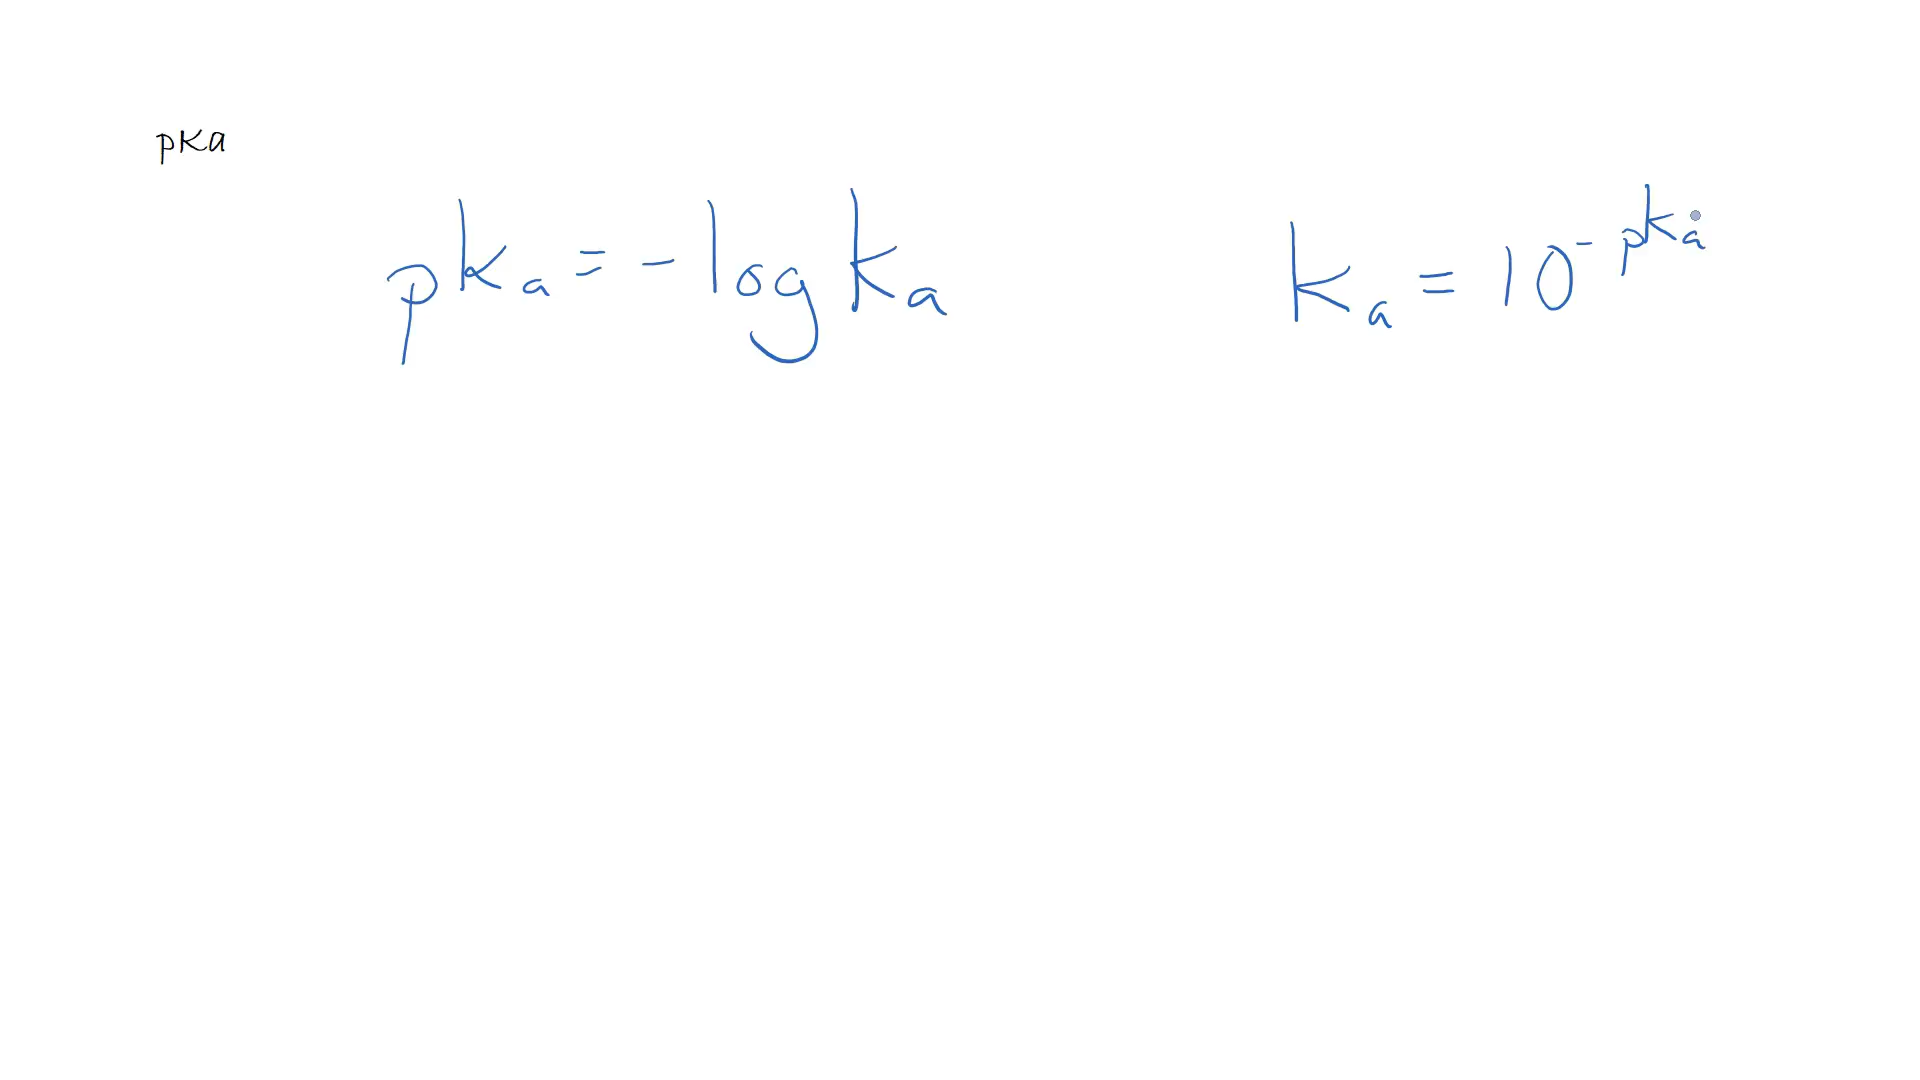 pKa
pKₐ = - log Kₐ
Kₐ = 10^(-pKₐ)